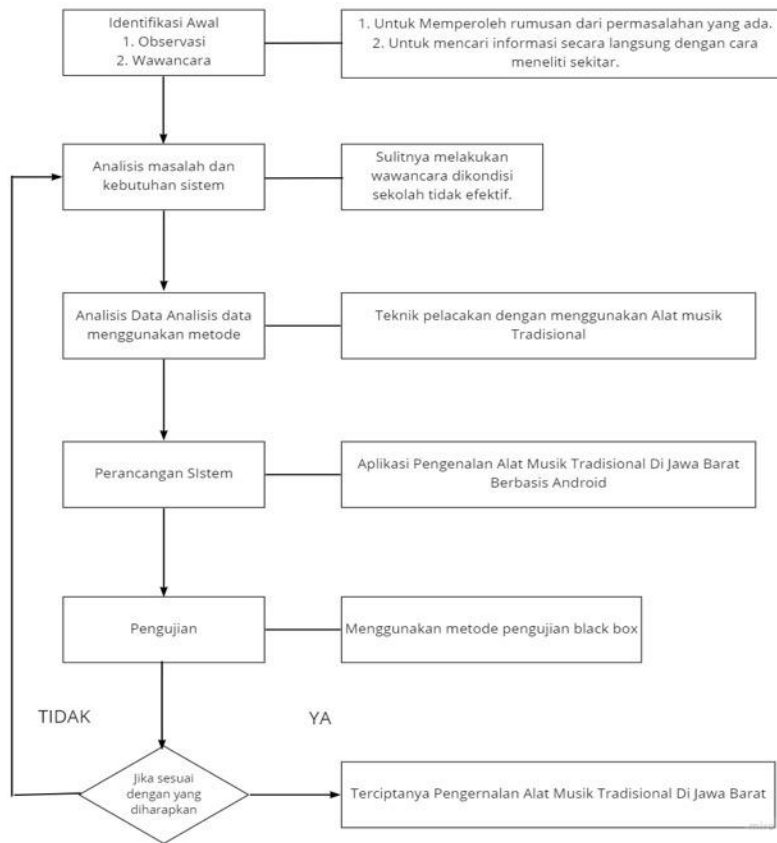 Identifikasi Awal
1. Observasi
2. Wawancara
1. Untuk Memperoleh rumusan dari permasalahan yang ada.
2. Untuk mencari informasi secara langsung dengan cara
meneliti sekitar.
Analisis masalah dan
kebutuhan sistem
Sulitnya melakukan
wawancara dikondisi
sekolah tidak efektif.
Analisis Data Analisis data
menggunakan metode
Teknik pelacakan dengan menggunakan Alat musik
Tradisional
Perancangan SIstem
Aplikasi Pengenalan Alat Musik Tradisional Di Jawa Barat
Berbasis Android
Pengujian
Menggunakan metode pengujian black box
TIDAK
YA
Jika sesuai
dengan yang
diharapkan
Terciptanya Pengernalan Alat Musik Tradisional Di Jawa Barat
miro